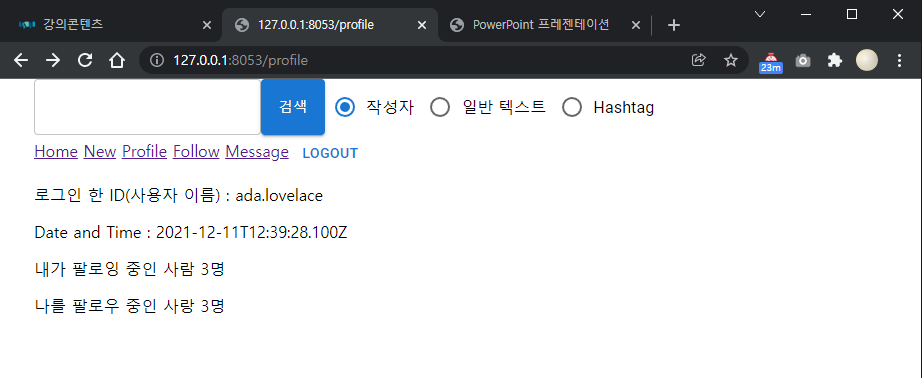 강의콘텐츠
127.0.0.1:8053/profile
PowerPoint 프레젠테이션
127.0.0.1:8053/profile
23m
검색 작성자 일반 텍스트 Hashtag
Home New Profile Follow Message LOGOUT
로그인 한 ID(사용자 이름) : ada.lovelace
Date and Time : 2021-12-11T12:39:28.100Z
내가 팔로잉 중인 사람 3명
나를 팔로우 중인 사랑 3명